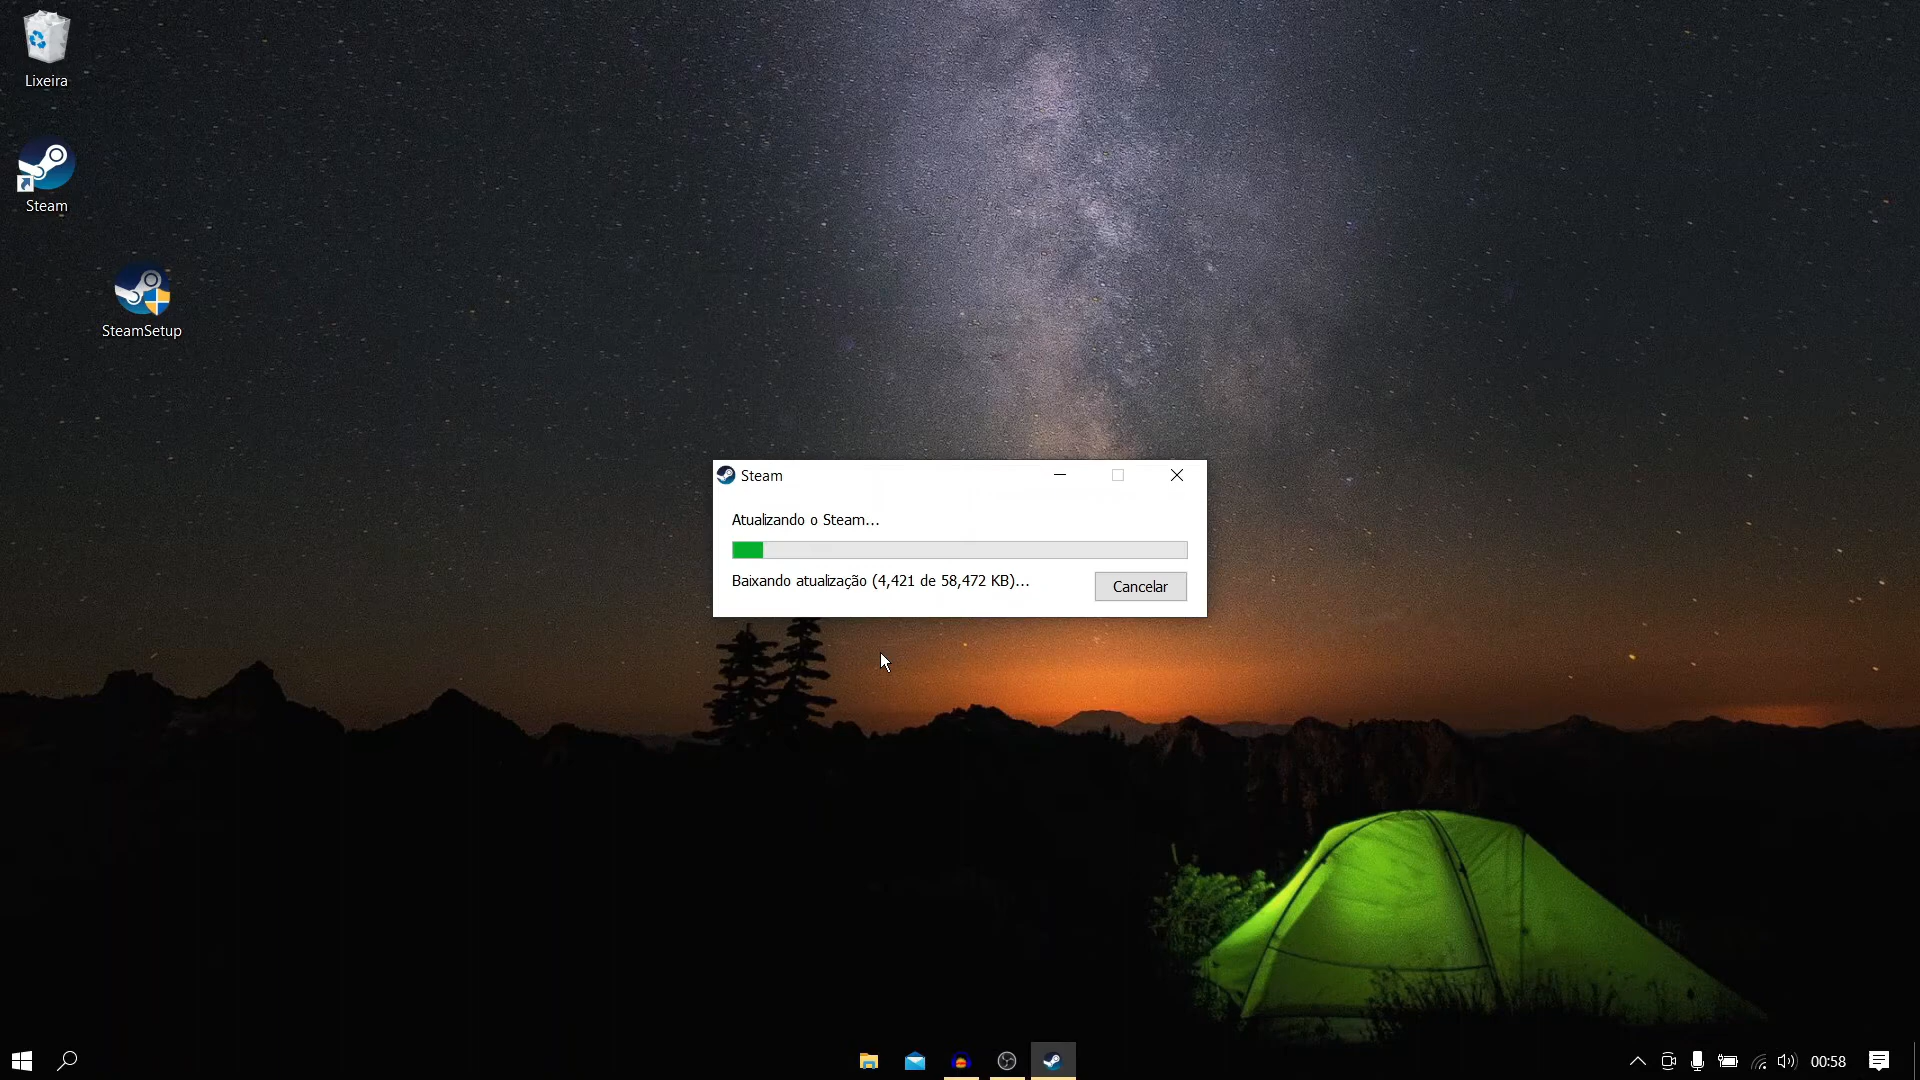 Lixeira
Steam
SteamSetup
Steam
Atualizando o Steam...
Baixando atualização (4,421 de 58,472 KB)...
Cancelar
00:58